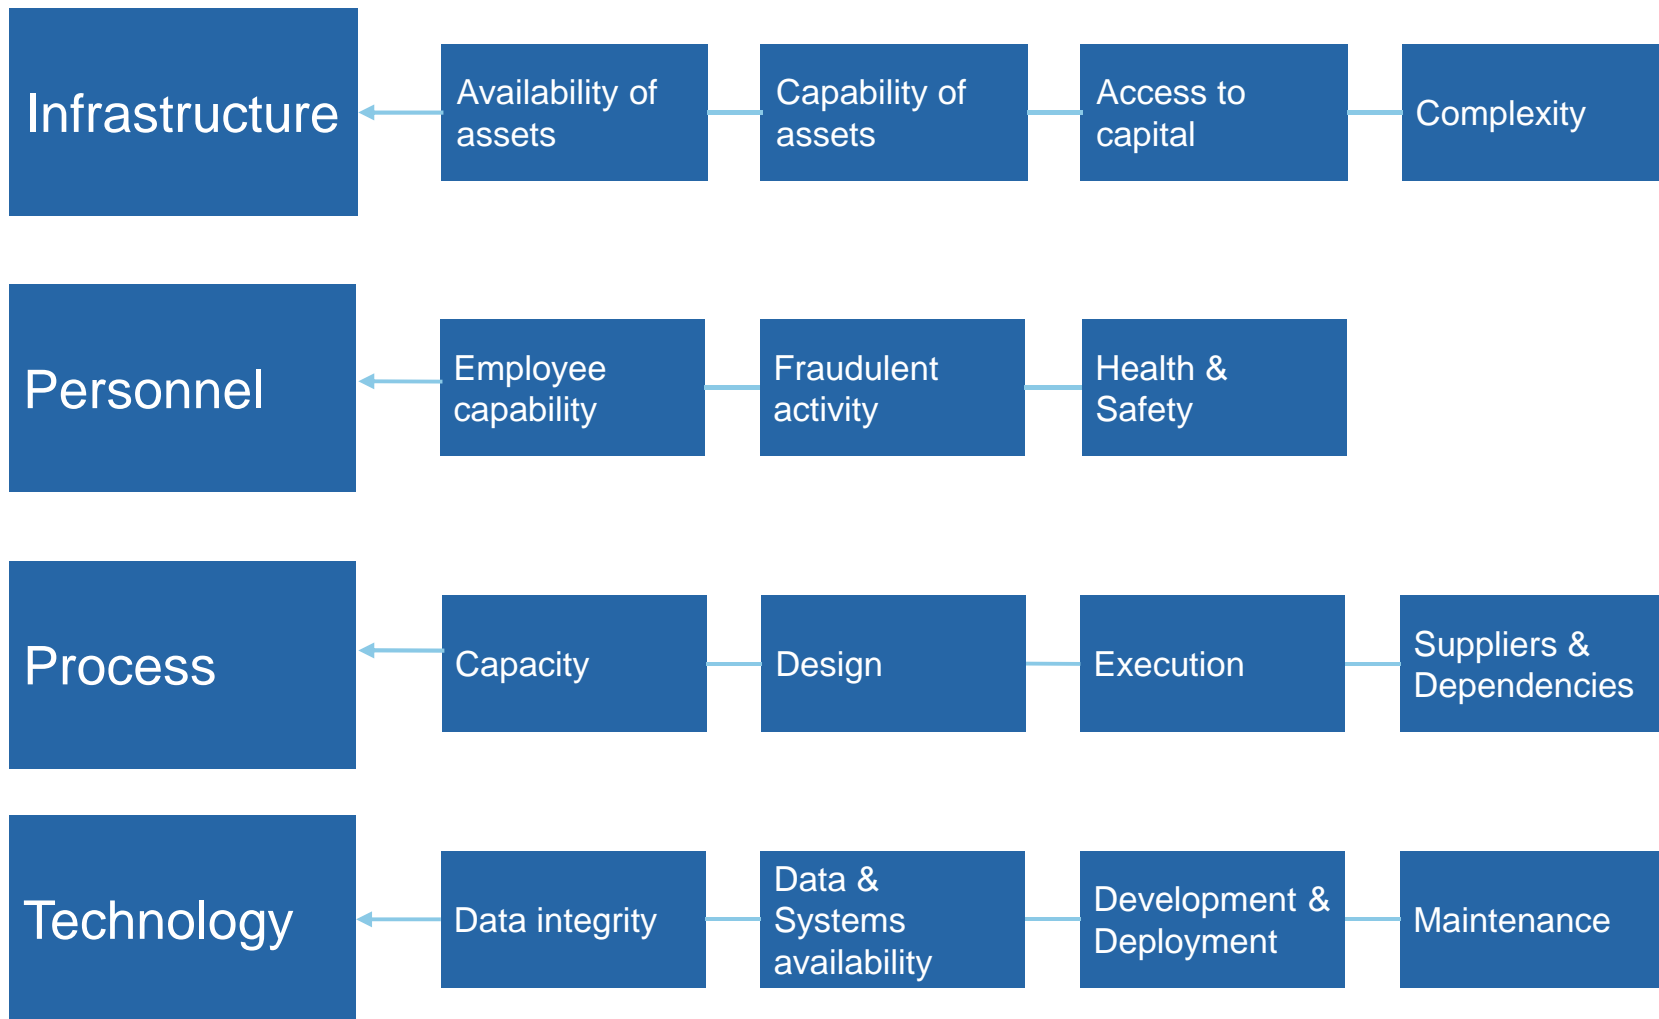 Infrastructure
Availability of
assets
Capability of
assets
Access to
capital
Complexity
Personnel
Employee
capability
Fraudulent
activity
Health &
Safety
Process
Capacity
Design
Execution
Suppliers &
Dependencies
Technology
Data integrity
Data &
Systems
availability
Development &
Deployment
Maintenance